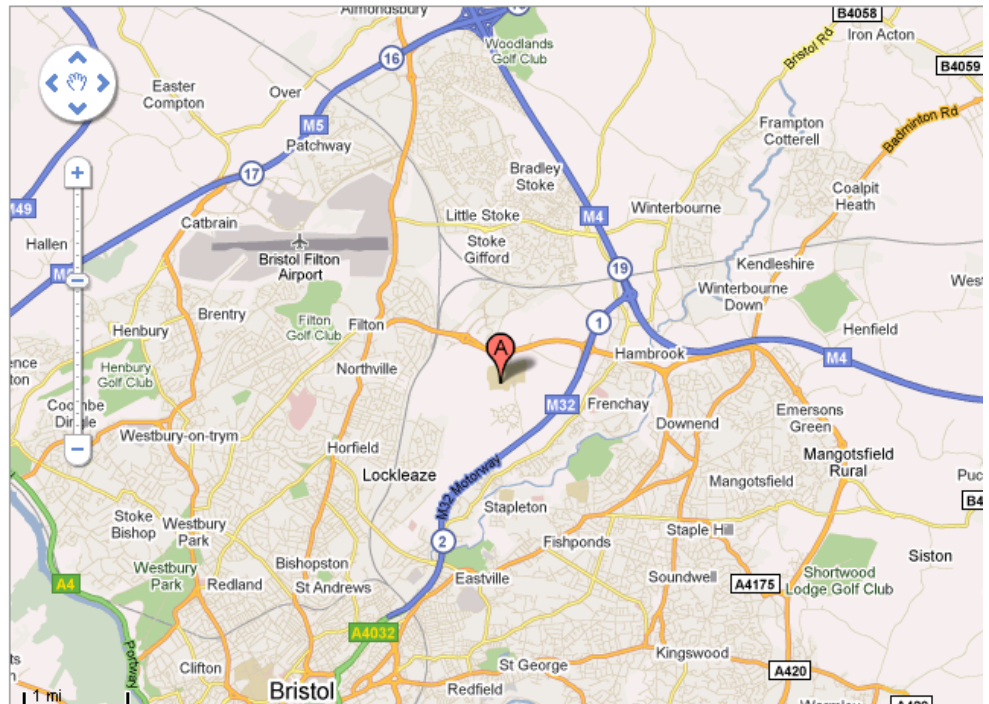 Almondsbury
B4058
Iron Acton
Bristol Rd
16
Woodlands
Golf Club
B4059
Easter
Compton
Over
M5
Patchway
Frampton
Cotterell
Badminton Rd
17
Bradley
Stoke
Coalpit
Heath
M49
Catbrain
Little Stoke
M4
Winterbourne
Hallen
Stoke
Gifford
Bristol Filton
Airport
19
Kendleshire
Winterbourne
Down
Brentry
Filton
Golf Club
Filton
1
Henbury
Hambrook
Henfield
A
M4
Henbury
Golf Club
Northville
M32
Frenchay
Coombe
Dingle
Emersons
Green
Westbury-on-trym
Downend
Horfield
Mangotsfield
Rural
Lockleaze
M32 Motorway
Mangotsfield
Stoke
Bishop
Westbury
Park
Stapleton
Staple Hill
2
Fishponds
Siston
Westbury
Park
Bishopston
Redland
St Andrews
Eastville
Soundwell
A4175
Shortwood
Lodge Golf Club
A4
A4032
Portway
Kingswood
Clifton
St George
A420
1 mi
Bristol
Redfield